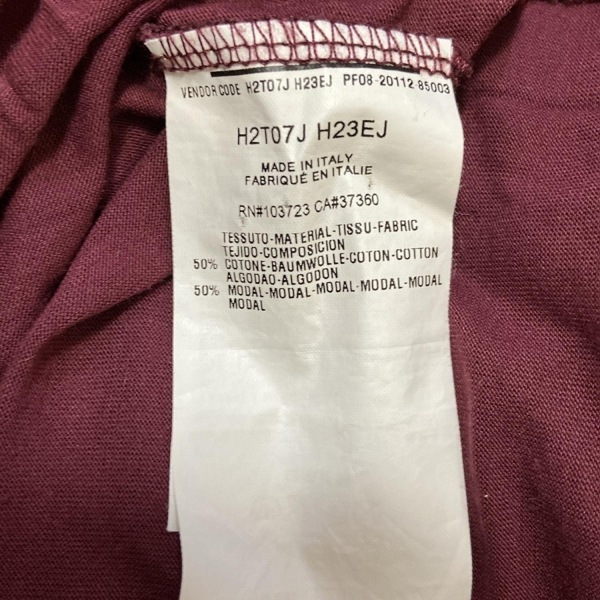 VENDOR CODE H2T07J H23EJ PF08-20112-85003
H2T07J H23EJ
MADE IN ITALY
FABRIQUÉ EN ITALIE
RN#103723 CA#37360
TESSUTO-MATERIAL-TISSU-FABRIC
TEJIDO-COMPOSICION
50% COTONE-BAUMWOLLE-COTON-COTTON
ALGODAO-ALGODON
50% MODAL-MODAL-MODAL-MODAL-MODAL
MODAL